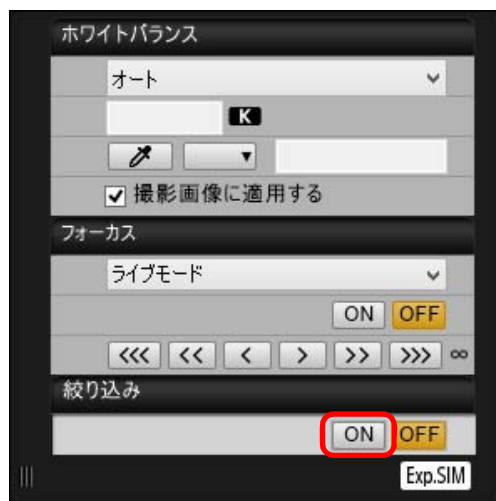 ホワイトバランス
オート
K
撮影画像に適用する
フォーカス
ライブモード
ON OFF
<<< << < > >> >>> ∞
絞り込み
ON OFF
Exp.SIM